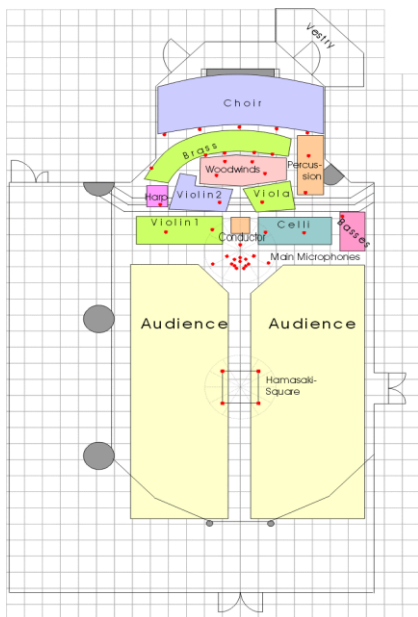 Vestry
Choir
Brass
Woodwinds
Percus-
sion
Harp
Violin2
Viola
Violin1
Conductor
Celli
Basses
Main Microphones
Audience
Audience
Hamasaki-
Square